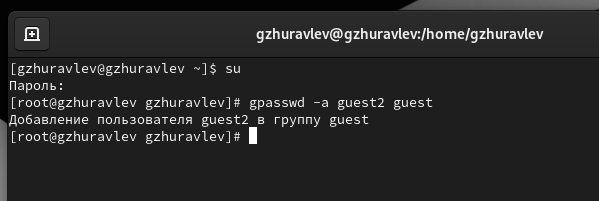 gzhuravlev@gzhuravlev:/home/gzhuravlev
[gzhuravlev@gzhuravlev ~]$ su
Пароль:
[root@gzhuravlev gzhuravlev]# gpasswd -a guest2 guest
Добавление пользователя guest2 в группу guest
[root@gzhuravlev gzhuravlev]#